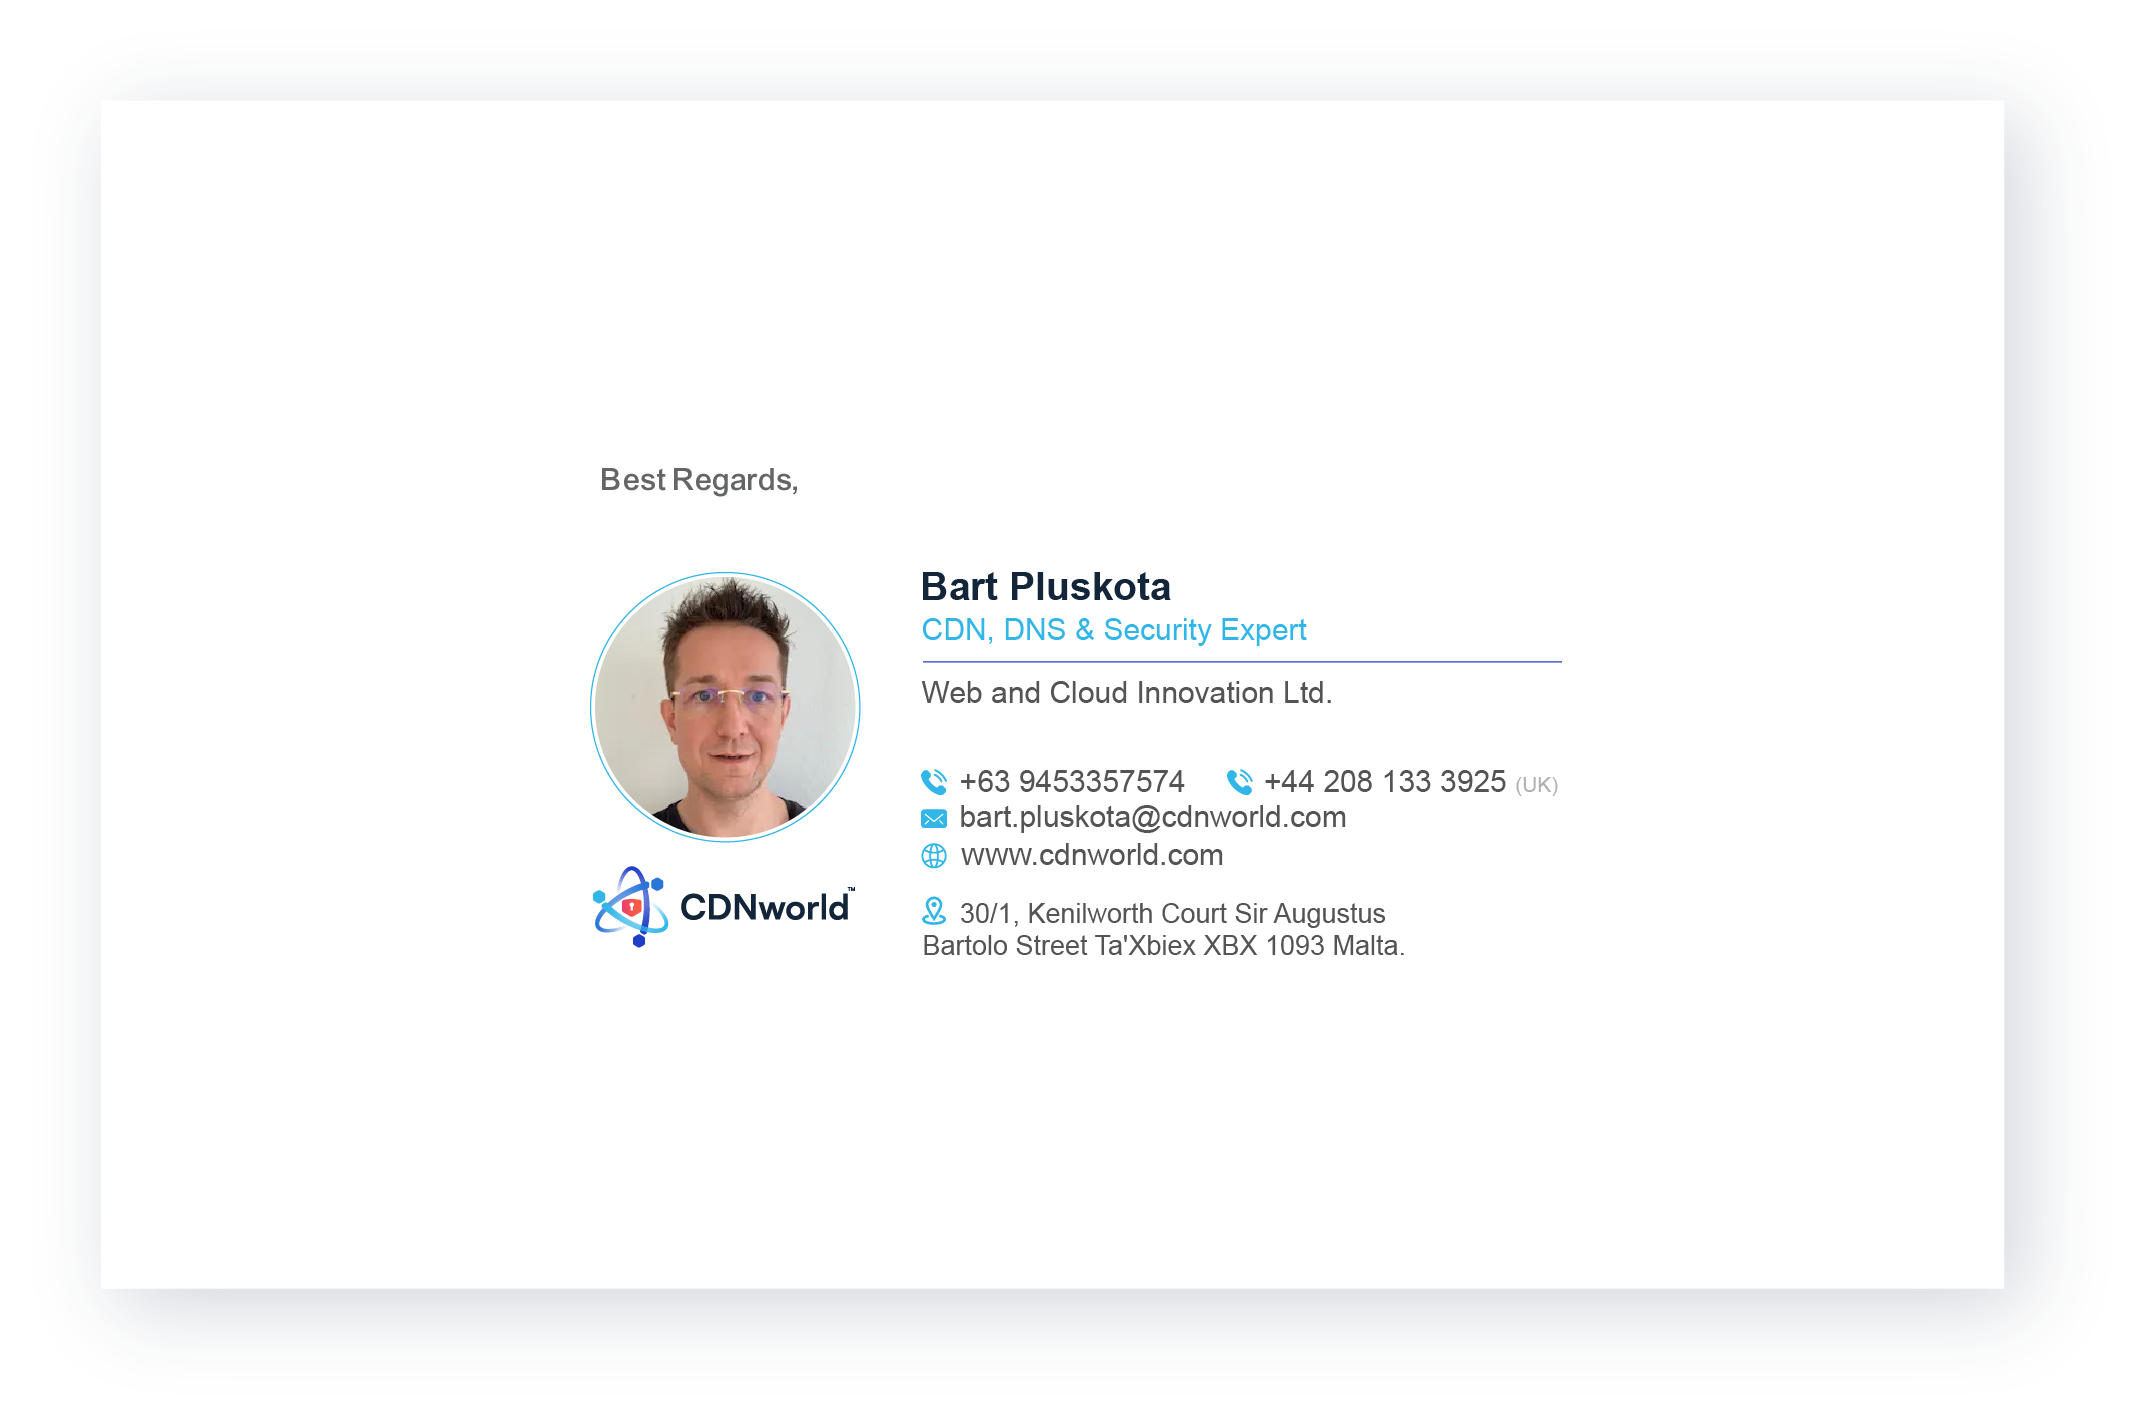 Best Regards,
Bart Pluskota
CDN, DNS & Security Expert
Web and Cloud Innovation Ltd.
+63 9453357574 +44 208 133 3925 (UK)
bart.pluskota@cdnworld.com
www.cdnworld.com
CDNworld™
30/1, Kenilworth Court Sir Augustus
Bartolo Street Ta'Xbiex XBX 1093 Malta.